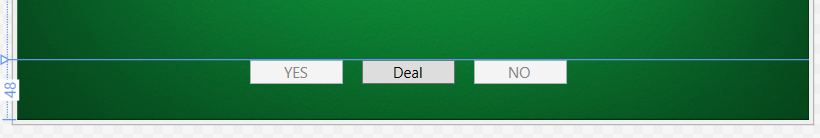 YES Deal NO
48